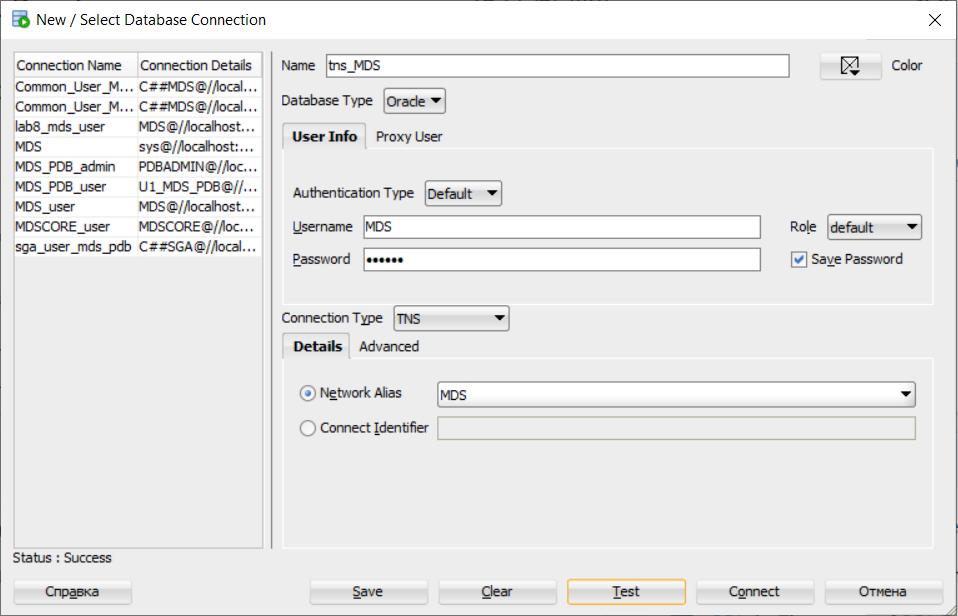 New / Select Database Connection
Connection Name Connection Details
Common_User_M... C##MDS@//local...
Common_User_M... C##MDS@//local...
lab8_mds_user MDS@//localhost...
MDS sys@//localhost:...
MDS_PDB_admin PDBADMIN@//loc...
MDS_PDB_user U1_MDS_PDB@//...
MDS_user MDS@//localhost...
MDSCORE_user MDSCORE@//loc...
sga_user_mds_pdb C##SGA@//local...
Name tns_MDS Color
Database Type Oracle
User Info Proxy User
Authentication Type Default
Username MDS Role default
Password •••••• Save Password
Connection Type TNS
Details Advanced
Network Alias MDS
Connect Identifier
Status : Success
Справка Save Clear Test Connect Отмена